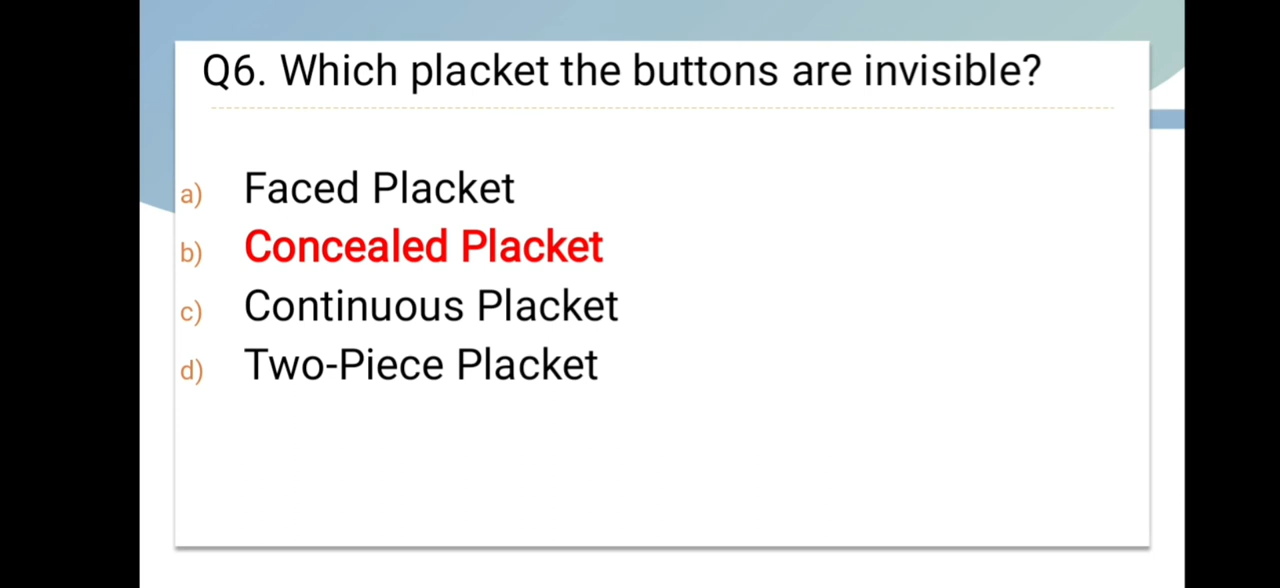 Q6. Which placket the buttons are invisible?
a) Faced Placket
b) Concealed Placket
c) Continuous Placket
d) Two-Piece Placket